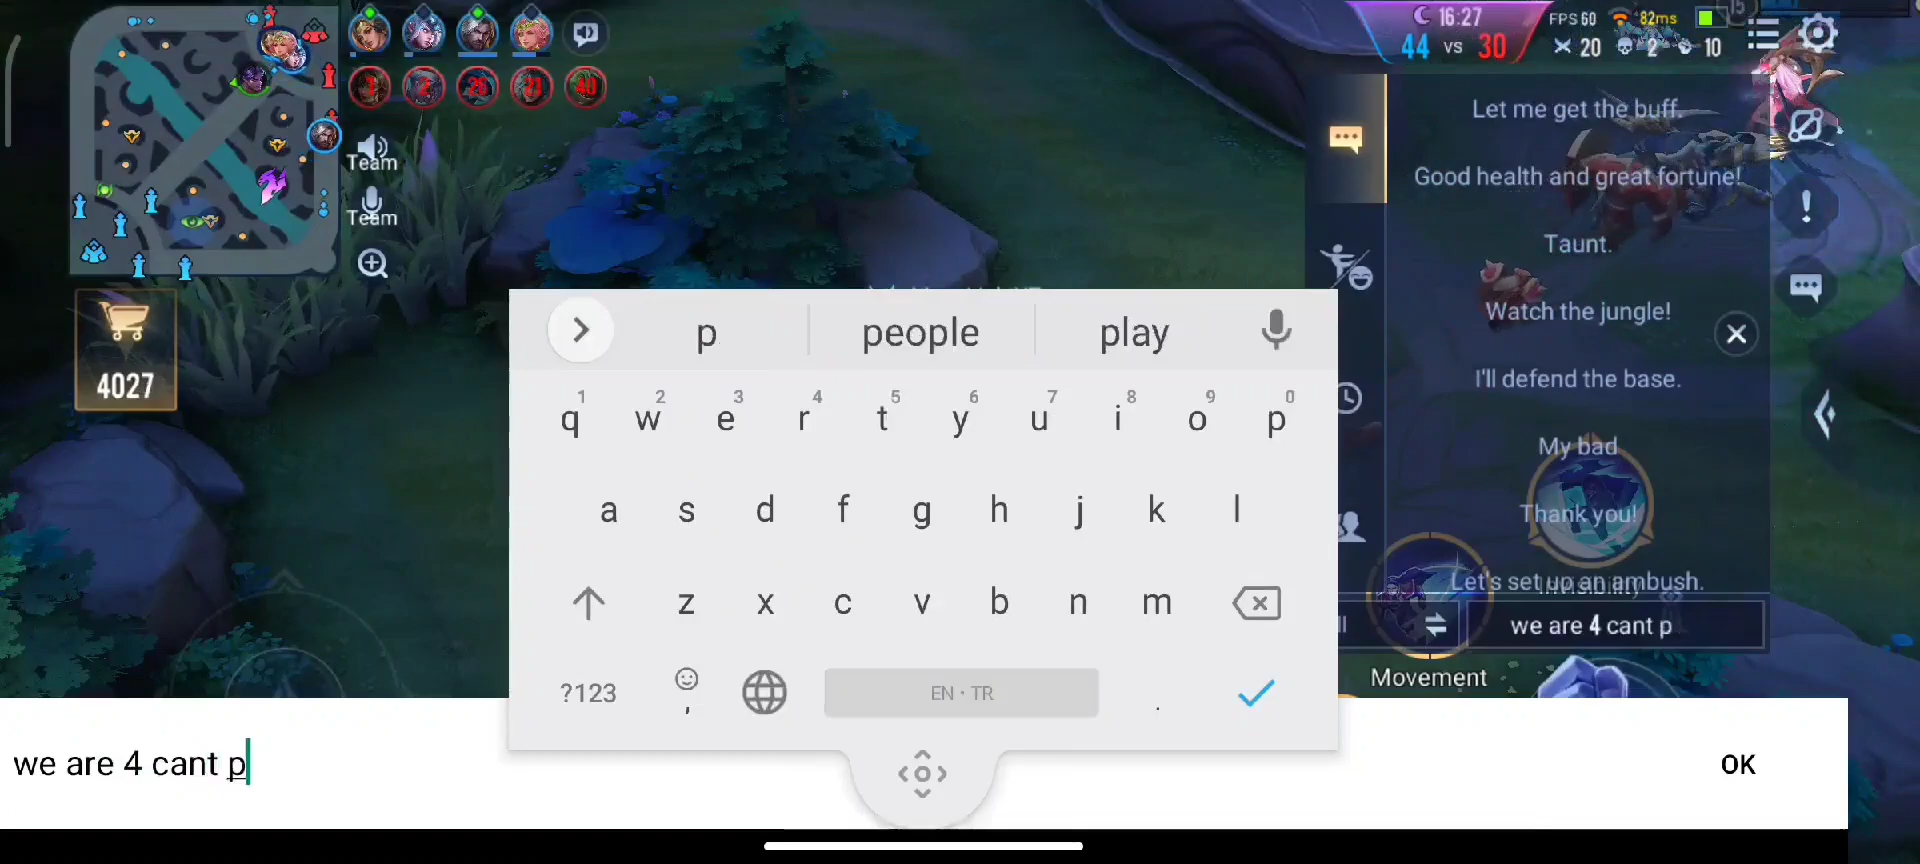 16:27
44 vs 30
FPS 60
82ms
20 2 10
15
Team
Team
4027
Let me get the buff.
Good health and great fortune!
Taunt.
Watch the jungle!
I'll defend the base.
My bad
Thank you!
Let's set up an ambush.
we are 4 cant p
Movement
p people play
1 2 3 4 5 6 7 8 9 0
q w e r t y u i o p
a s d f g h j k l
z x c v b n m
?123 , EN • TR .
we are 4 cant p
OK